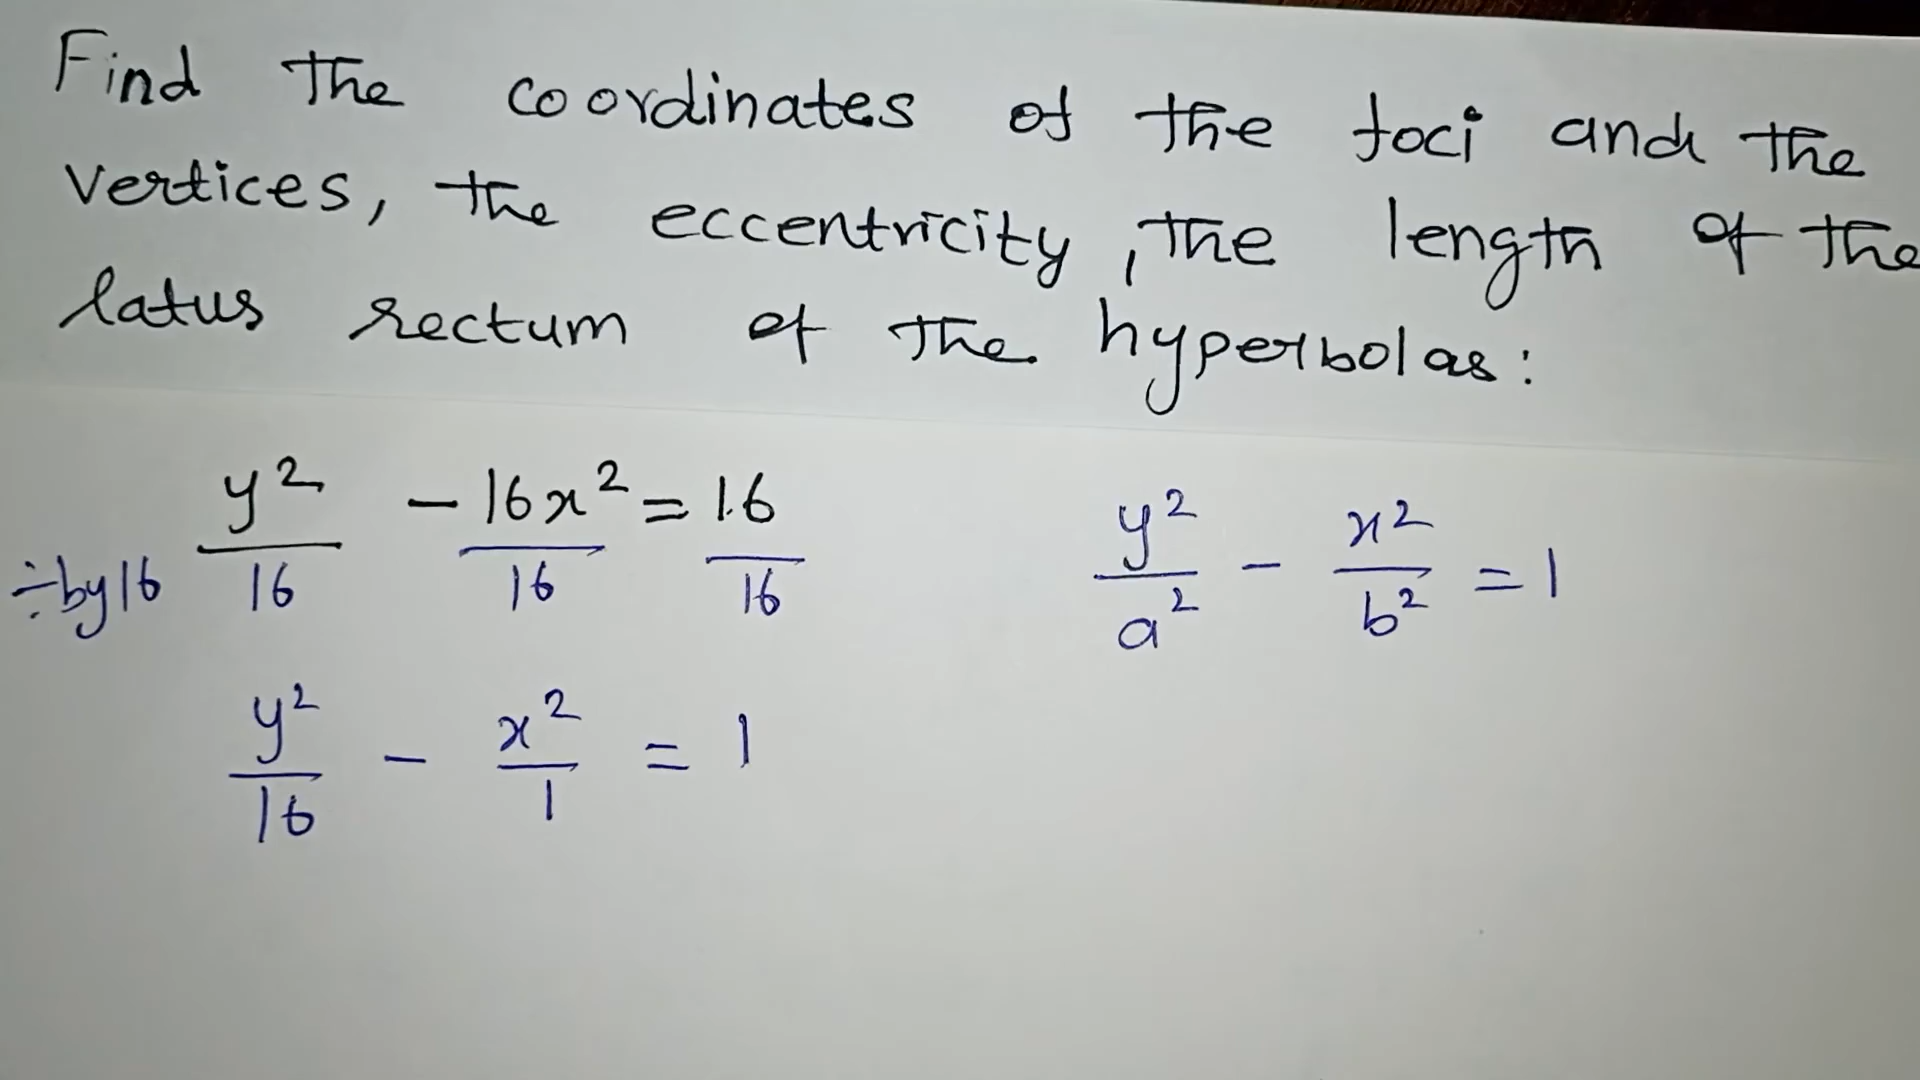 Find the coordinates of the foci and the
vertices, the eccentricity, the length of the
latus rectum of the hyperbolas:
y² - 16x² = 16
÷by16 16 16 16
y²/a² - x²/b² = 1
y²/16 - x²/1 = 1